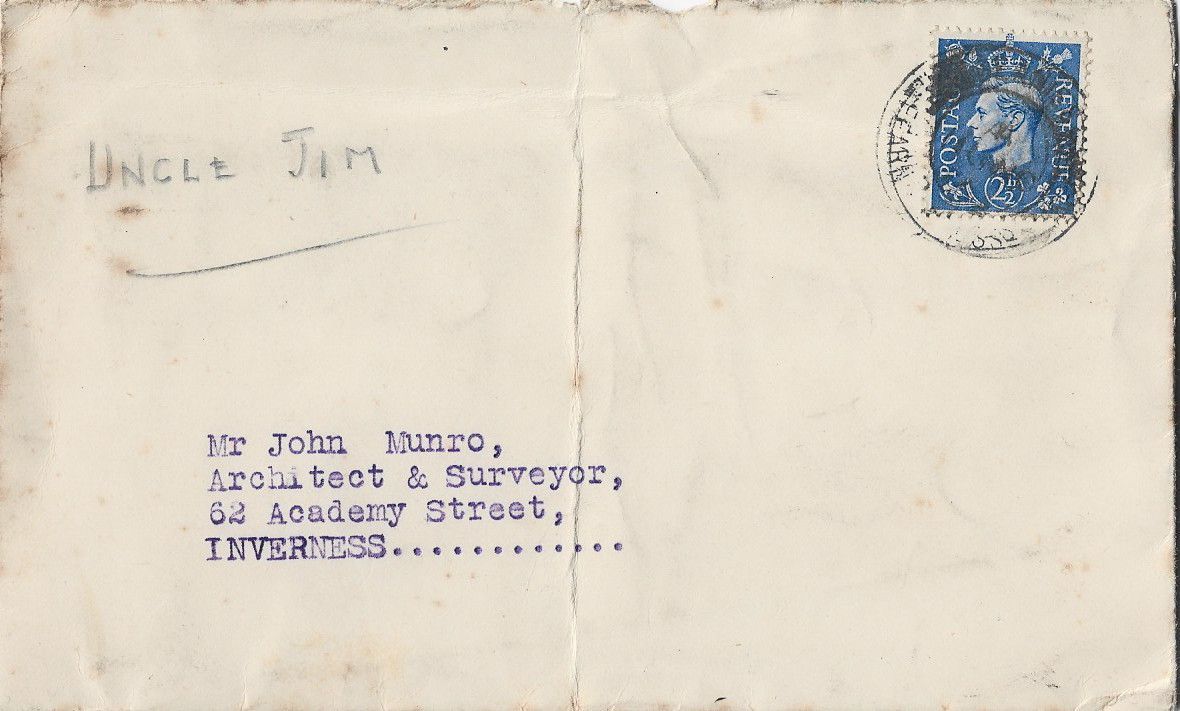 UNCLE JIM
POSTAGE REVENUE
2½D
Mr John Munro,
Architect & Surveyor,
62 Academy Street,
INVERNESS.............